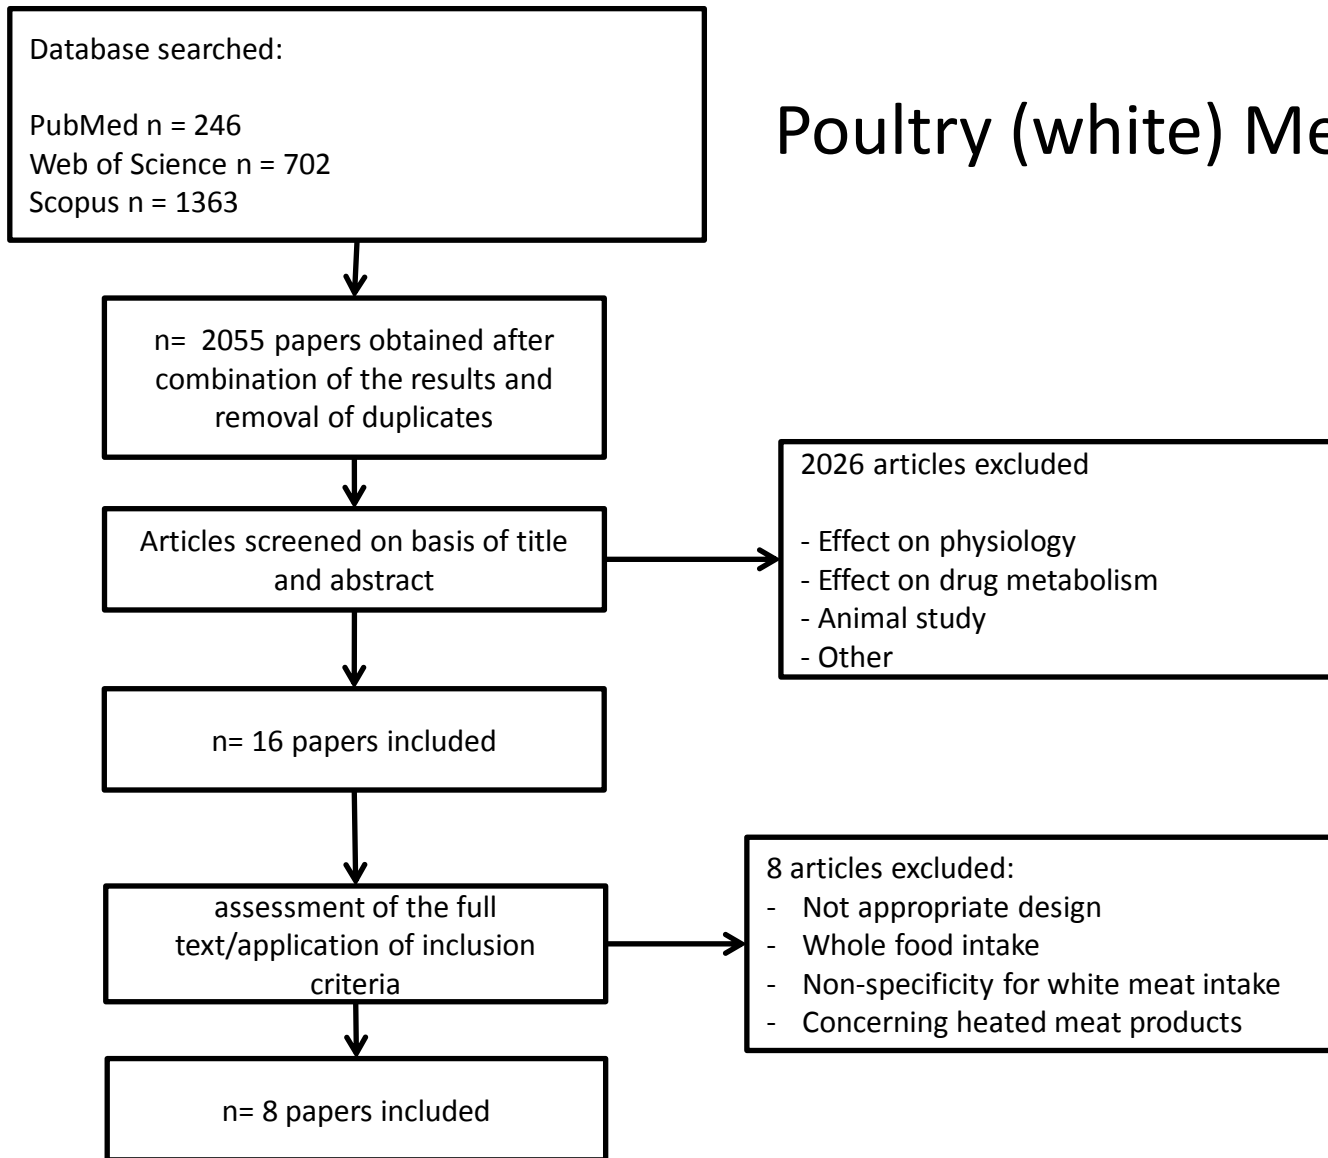 Database searched:
PubMed n = 246
Web of Science n = 702
Scopus n = 1363
Poultry (white) Me
n= 2055 papers obtained after
combination of the results and
removal of duplicates
2026 articles excluded
- Effect on physiology
- Effect on drug metabolism
- Animal study
- Other
Articles screened on basis of title
and abstract
n= 16 papers included
8 articles excluded:
- Not appropriate design
- Whole food intake
- Non-specificity for white meat intake
- Concerning heated meat products
assessment of the full
text/application of inclusion
criteria
n= 8 papers included